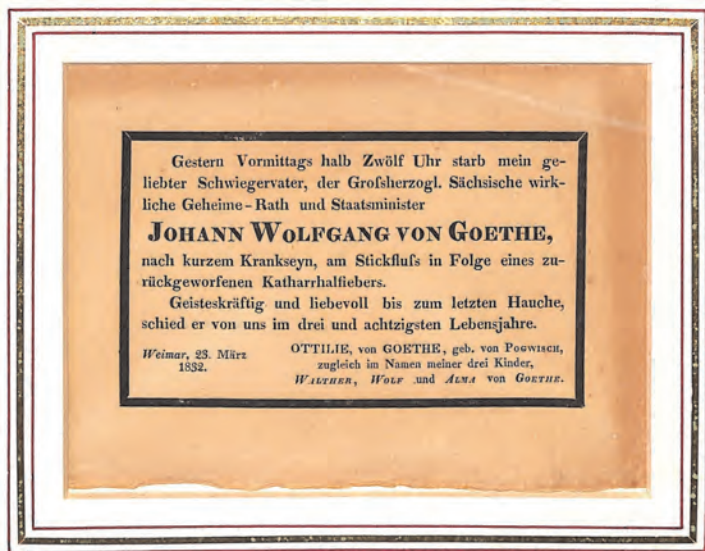 Gestern Vormittags halb Zwölf Uhr starb mein ge-
liebter Schwiegervater, der Groſsherzogl. Sächsische wirk-
liche Geheime-Rath und Staatsminister
JOHANN WOLFGANG VON GOETHE,
nach kurzem Krankseyn, am Stickfluſs in Folge eines zu-
rückgeworfenen Katharrhalfiebers.
Geisteskräftig und liebevoll bis zum letzten Hauche,
schied er von uns im drei und achtzigsten Lebensjahre.
Weimar, 23. März
1832.
OTTILIE, von GOETHE, geb. von POGWISCH,
zugleich im Namen meiner drei Kinder,
WALTHER, WOLF und ALMA von GOETHE.